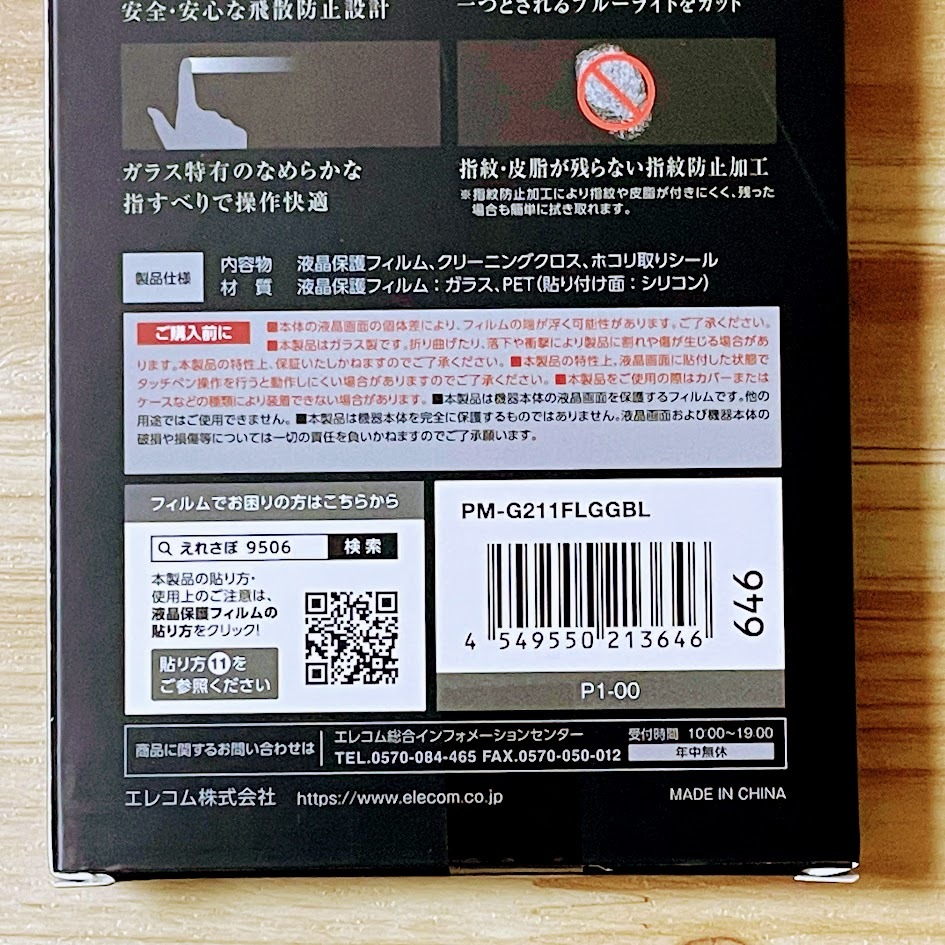 安全・安心な飛散防止設計
一つとされるブルーライトをカット
ガラス特有のなめらかな
指すべりで操作快適
指紋・皮脂が残らない指紋防止加工
※指紋防止加工により指紋や皮脂が付きにくく、残った
場合も簡単に拭き取れます。
製品仕様
内容物 液晶保護フィルム、クリーニングクロス、ホコリ取りシール
材 質 液晶保護フィルム：ガラス、PET（貼り付け面：シリコン）
ご購入前に ■本体の液晶画面の個体差により、フィルムの端が浮く可能性があります。ご了承ください。
■本製品はガラス製です。折り曲げたり、落下や衝撃により製品に割れや傷が生じる場合があ
ります。本製品の特性上、保証いたしかねますのでご了承ください。 ■本製品の特性上、液晶画面に貼付した状態で
タッチペン操作を行うと動作しにくい場合がありますのでご了承ください。 ■本製品をご使用の際はカバーまたは
ケースなどの種類により装着できない場合があります。■本製品は機器本体の液晶画面を保護するフィルムです。他の
用途ではご使用できません。■本製品は機器本体を完全に保護するものではありません。液晶画面および機器本体の
破損や損傷等については一切の責任を負いかねますのでご了承願います。
フィルムでお困りの方はこちらから
えれさぽ 9506 検索
本製品の貼り方・
使用上のご注意は、
液晶保護フィルムの
貼り方をクリック!
貼り方⑪を
ご参照ください
PM-G211FLGGBL
4 549550 213646
646
P1-00
商品に関するお問い合わせは
エレコム総合インフォメーションセンター
TEL.0570-084-465 FAX.0570-050-012
受付時間 10:00~19:00
年中無休
エレコム株式会社 https://www.elecom.co.jp
MADE IN CHINA